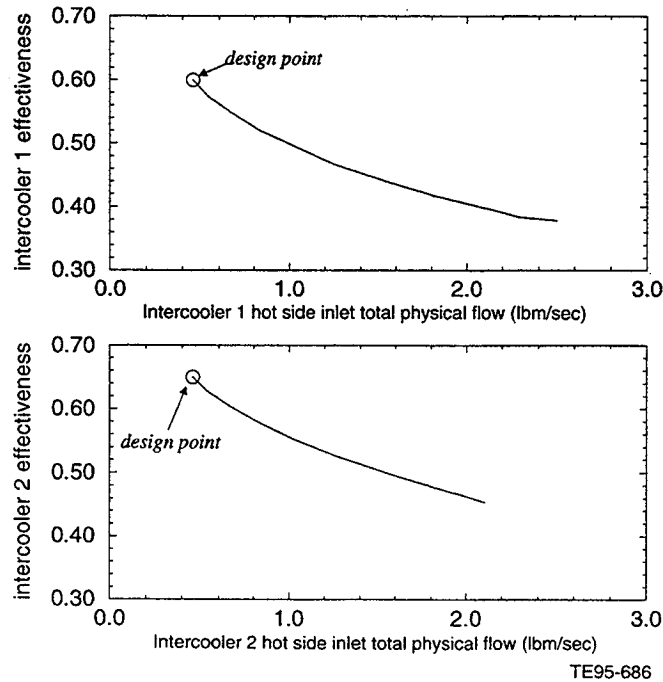 0.70
0.60
0.50
0.40
0.30
intercooler 1 effectiveness
design point
0.0
1.0
2.0
3.0
Intercooler 1 hot side inlet total physical flow (lbm/sec)
0.70
0.60
0.50
0.40
0.30
intercooler 2 effectiveness
design point
0.0
1.0
2.0
3.0
Intercooler 2 hot side inlet total physical flow (lbm/sec)
TE95-686